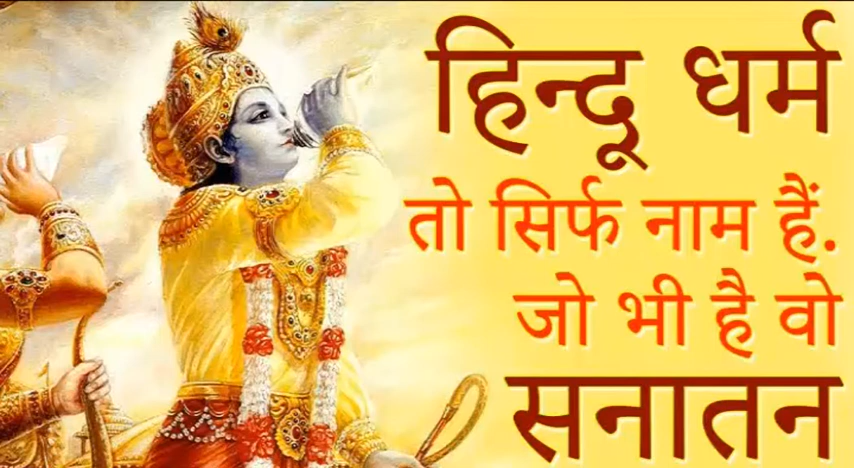 हिन्दू धर्म
तो सिर्फ नाम हैं.
जो भी है वो
सनातन